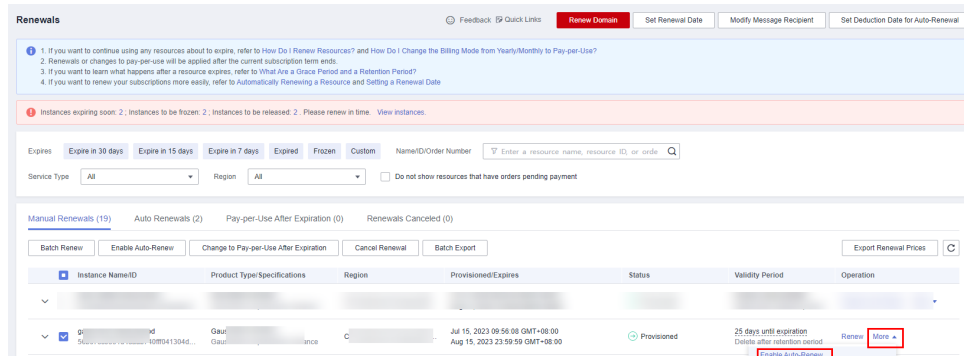 Renewals
Feedback Quick Links Renew Domain Set Renewal Date Modify Message Recipient Set Deduction Date for Auto-Renewal
1. If you want to continue using any resources about to expire, refer to How Do I Renew Resources? and How Do I Change the Billing Mode from Yearly/Monthly to Pay-per-Use?
2. Renewals or changes to pay-per-use will be applied after the current subscription term ends.
3. If you want to learn what happens after a resource expires, refer to What Are a Grace Period and a Retention Period?
4. If you want to renew your subscriptions more easily, refer to Automatically Renewing a Resource and Setting a Renewal Date
Instances expiring soon: 2 ; Instances to be frozen: 2 ; Instances to be released: 2 . Please renew in time. View instances.
Expires Expire in 30 days Expire in 15 days Expire in 7 days Expired Frozen Custom Name/ID/Order Number Enter a resource name, resource ID, or orde
Service Type All Region All Do not show resources that have orders pending payment
Manual Renewals (19) Auto Renewals (2) Pay-per-Use After Expiration (0) Renewals Canceled (0)
Batch Renew Enable Auto-Renew Change to Pay-per-Use After Expiration Cancel Renewal Batch Export Export Renewal Prices C
Instance Name/ID Product Type/Specifications Region Provisioned/Expires Status Validity Period Operation
Jul 15, 2023 09:56:08 GMT+08:00 25 days until expiration
Provisioned Renew More
Aug 15, 2023 23:59:59 GMT+08:00 Delete after retention period
Enable Auto-Renew